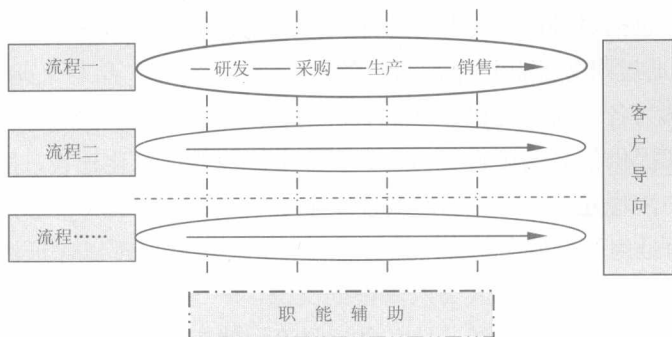 流程一
研发 采购 生产 销售
流程二
流程……
客户导向
职能辅助